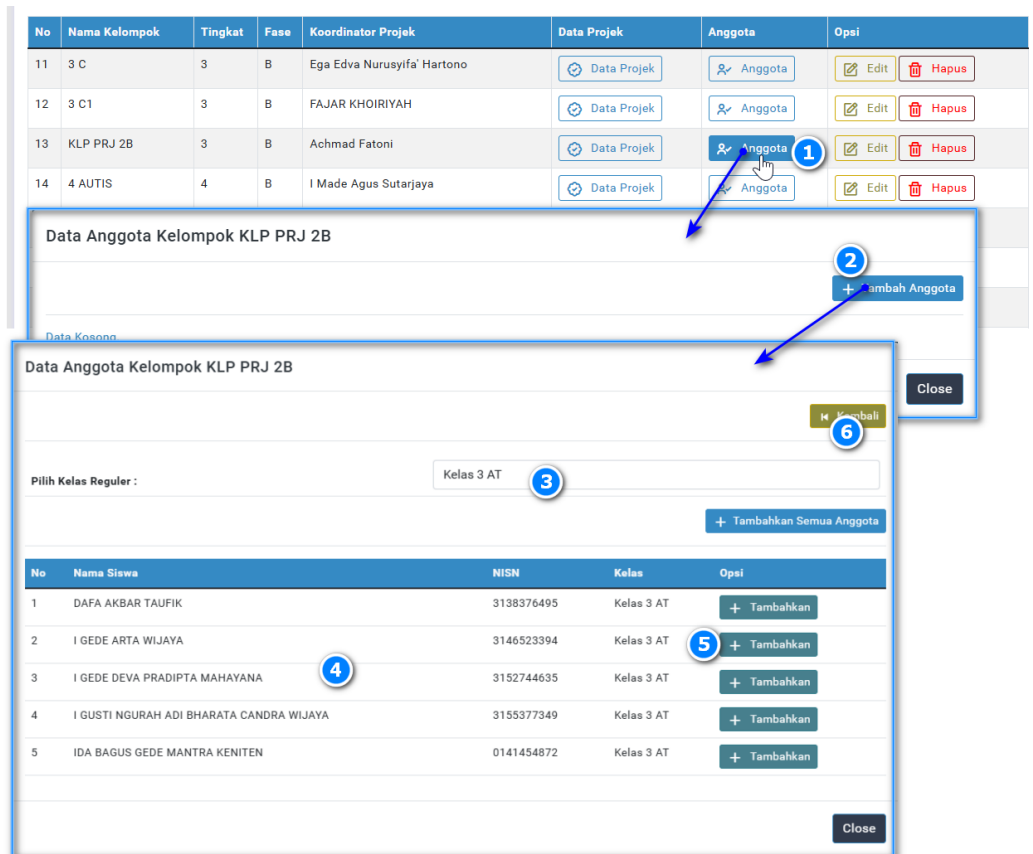 No Nama Kelompok Tingkat Fase Koordinator Projek Data Projek Anggota Opsi
11 3 C 3 B Ega Edva Nurusyifa' Hartono Data Projek Anggota Edit Hapus
12 3 C1 3 B FAJAR KHOIRIYAH Data Projek Anggota Edit Hapus
13 KLP PRJ 2B 3 B Achmad Fatoni Data Projek Anggota 1 Edit Hapus
14 4 AUTIS 4 B I Made Agus Sutarjaya Data Projek Anggota Edit Hapus
Data Anggota Kelompok KLP PRJ 2B
2
+ Tambah Anggota
Data Kosong
Close
Data Anggota Kelompok KLP PRJ 2B
Kembali
6
Pilih Kelas Reguler : Kelas 3 AT 3
+ Tambahkan Semua Anggota
No Nama Siswa NISN Kelas Opsi
1 DAFA AKBAR TAUFIK 3138376495 Kelas 3 AT + Tambahkan
2 I GEDE ARTA WIJAYA 3146523394 Kelas 3 AT 5 + Tambahkan
3 I GEDE DEVA PRADIPTA MAHAYANA 4 3152744635 Kelas 3 AT + Tambahkan
4 I GUSTI NGURAH ADI BHARATA CANDRA WIJAYA 3155377349 Kelas 3 AT + Tambahkan
5 IDA BAGUS GEDE MANTRA KENITEN 0141454872 Kelas 3 AT + Tambahkan
Close